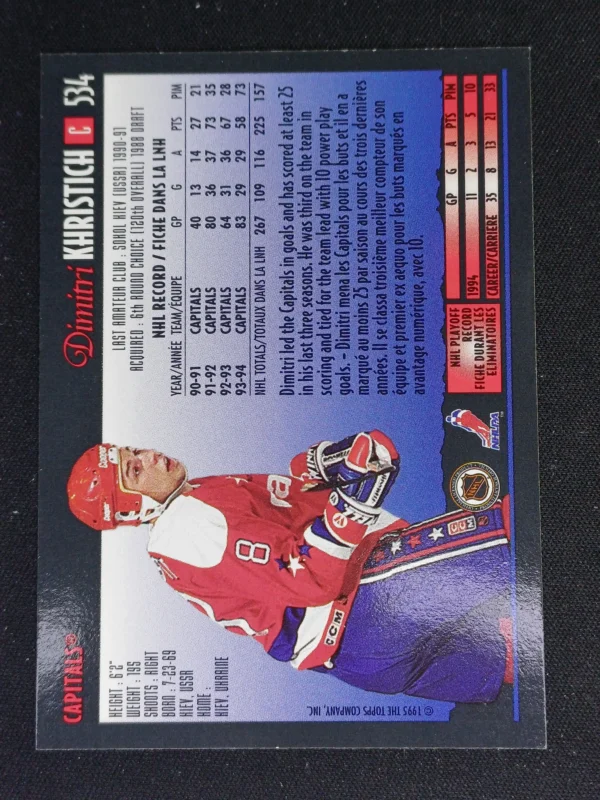 CAPITALS®
Dimitri KHRISTICH C 534
HEIGHT : 6'2"
WEIGHT : 195
SHOOTS : RIGHT
BORN : 7-23-69
KIEV, USSR
HOME :
KIEV, UKRAINE
LAST AMATEUR CLUB : SOKOL KIEV (USSR) 1990-91
ACQUIRED : 6th ROUND CHOICE (120th OVERALL) 1988 DRAFT
NHL RECORD / FICHE DANS LA LNH
YEAR/ANNÉE TEAM/ÉQUIPE GP G A PTS PIM
90-91 CAPITALS 40 13 14 27 21
91-92 CAPITALS 80 36 37 73 35
92-93 CAPITALS 64 31 36 67 28
93-94 CAPITALS 83 29 29 58 73
NHL TOTALS/TOTAUX DANS LA LNH 267 109 116 225 157
Dimitri led the Capitals in goals and has scored at least 25
in his last three seasons. He was third on the team in
scoring and tied for the team lead with 10 power play
goals. – Dimitri mena les Capitals pour les buts et il en a
marqué au moins 25 par saison au cours des trois dernières
années. Il se classa troisième meilleur compteur de son
équipe et premier ex aequo pour les buts marqués en
avantage numérique, avec 10.
NHL PLAYOFF
RECORD
FICHE DURANT LES
ELIMINATOIRES
GP G A PTS PIM
1994 11 2 3 5 10
CAREER/CARRIÈRE 35 8 13 21 33
NHLPA
NHL
8
CCM
CCM
© 1995 THE TOPPS COMPANY, INC.